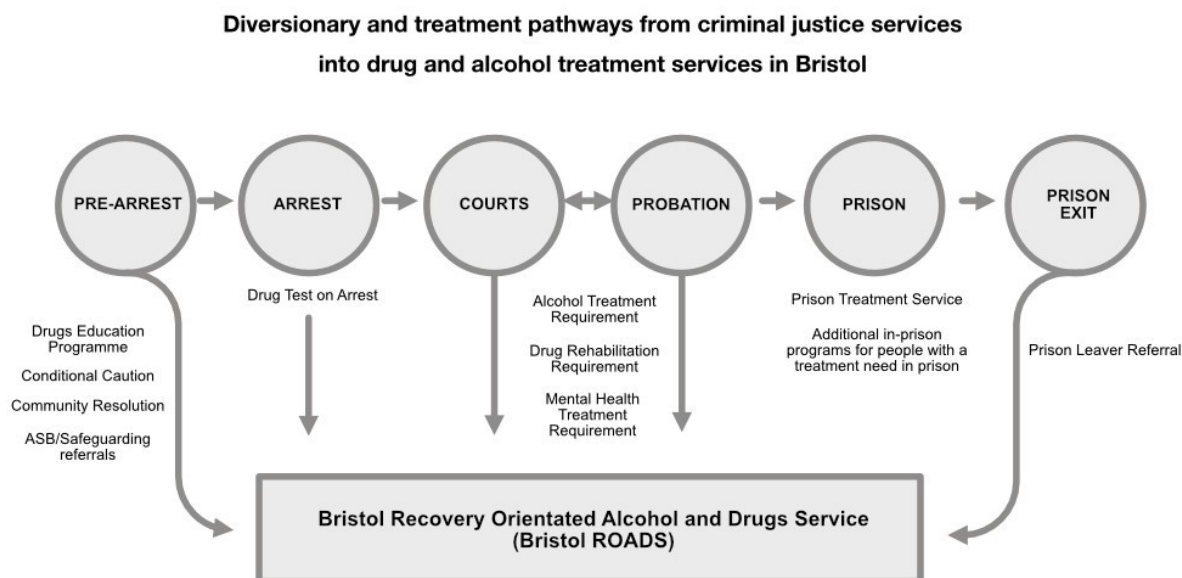 Diversionary and treatment pathways from criminal justice services
into drug and alcohol treatment services in Bristol
PRE-ARREST
ARREST
COURTS
PROBATION
PRISON
PRISON
EXIT
Drugs Education
Programme
Conditional Caution
Community Resolution
ASB/Safeguarding
referrals
Drug Test on Arrest
Alcohol Treatment
Requirement
Drug Rehabilitation
Requirement
Mental Health
Treatment
Requirement
Prison Treatment Service
Additional in-prison
programs for people with a
treatment need in prison
Prison Leaver Referral
Bristol Recovery Orientated Alcohol and Drugs Service
(Bristol ROADS)